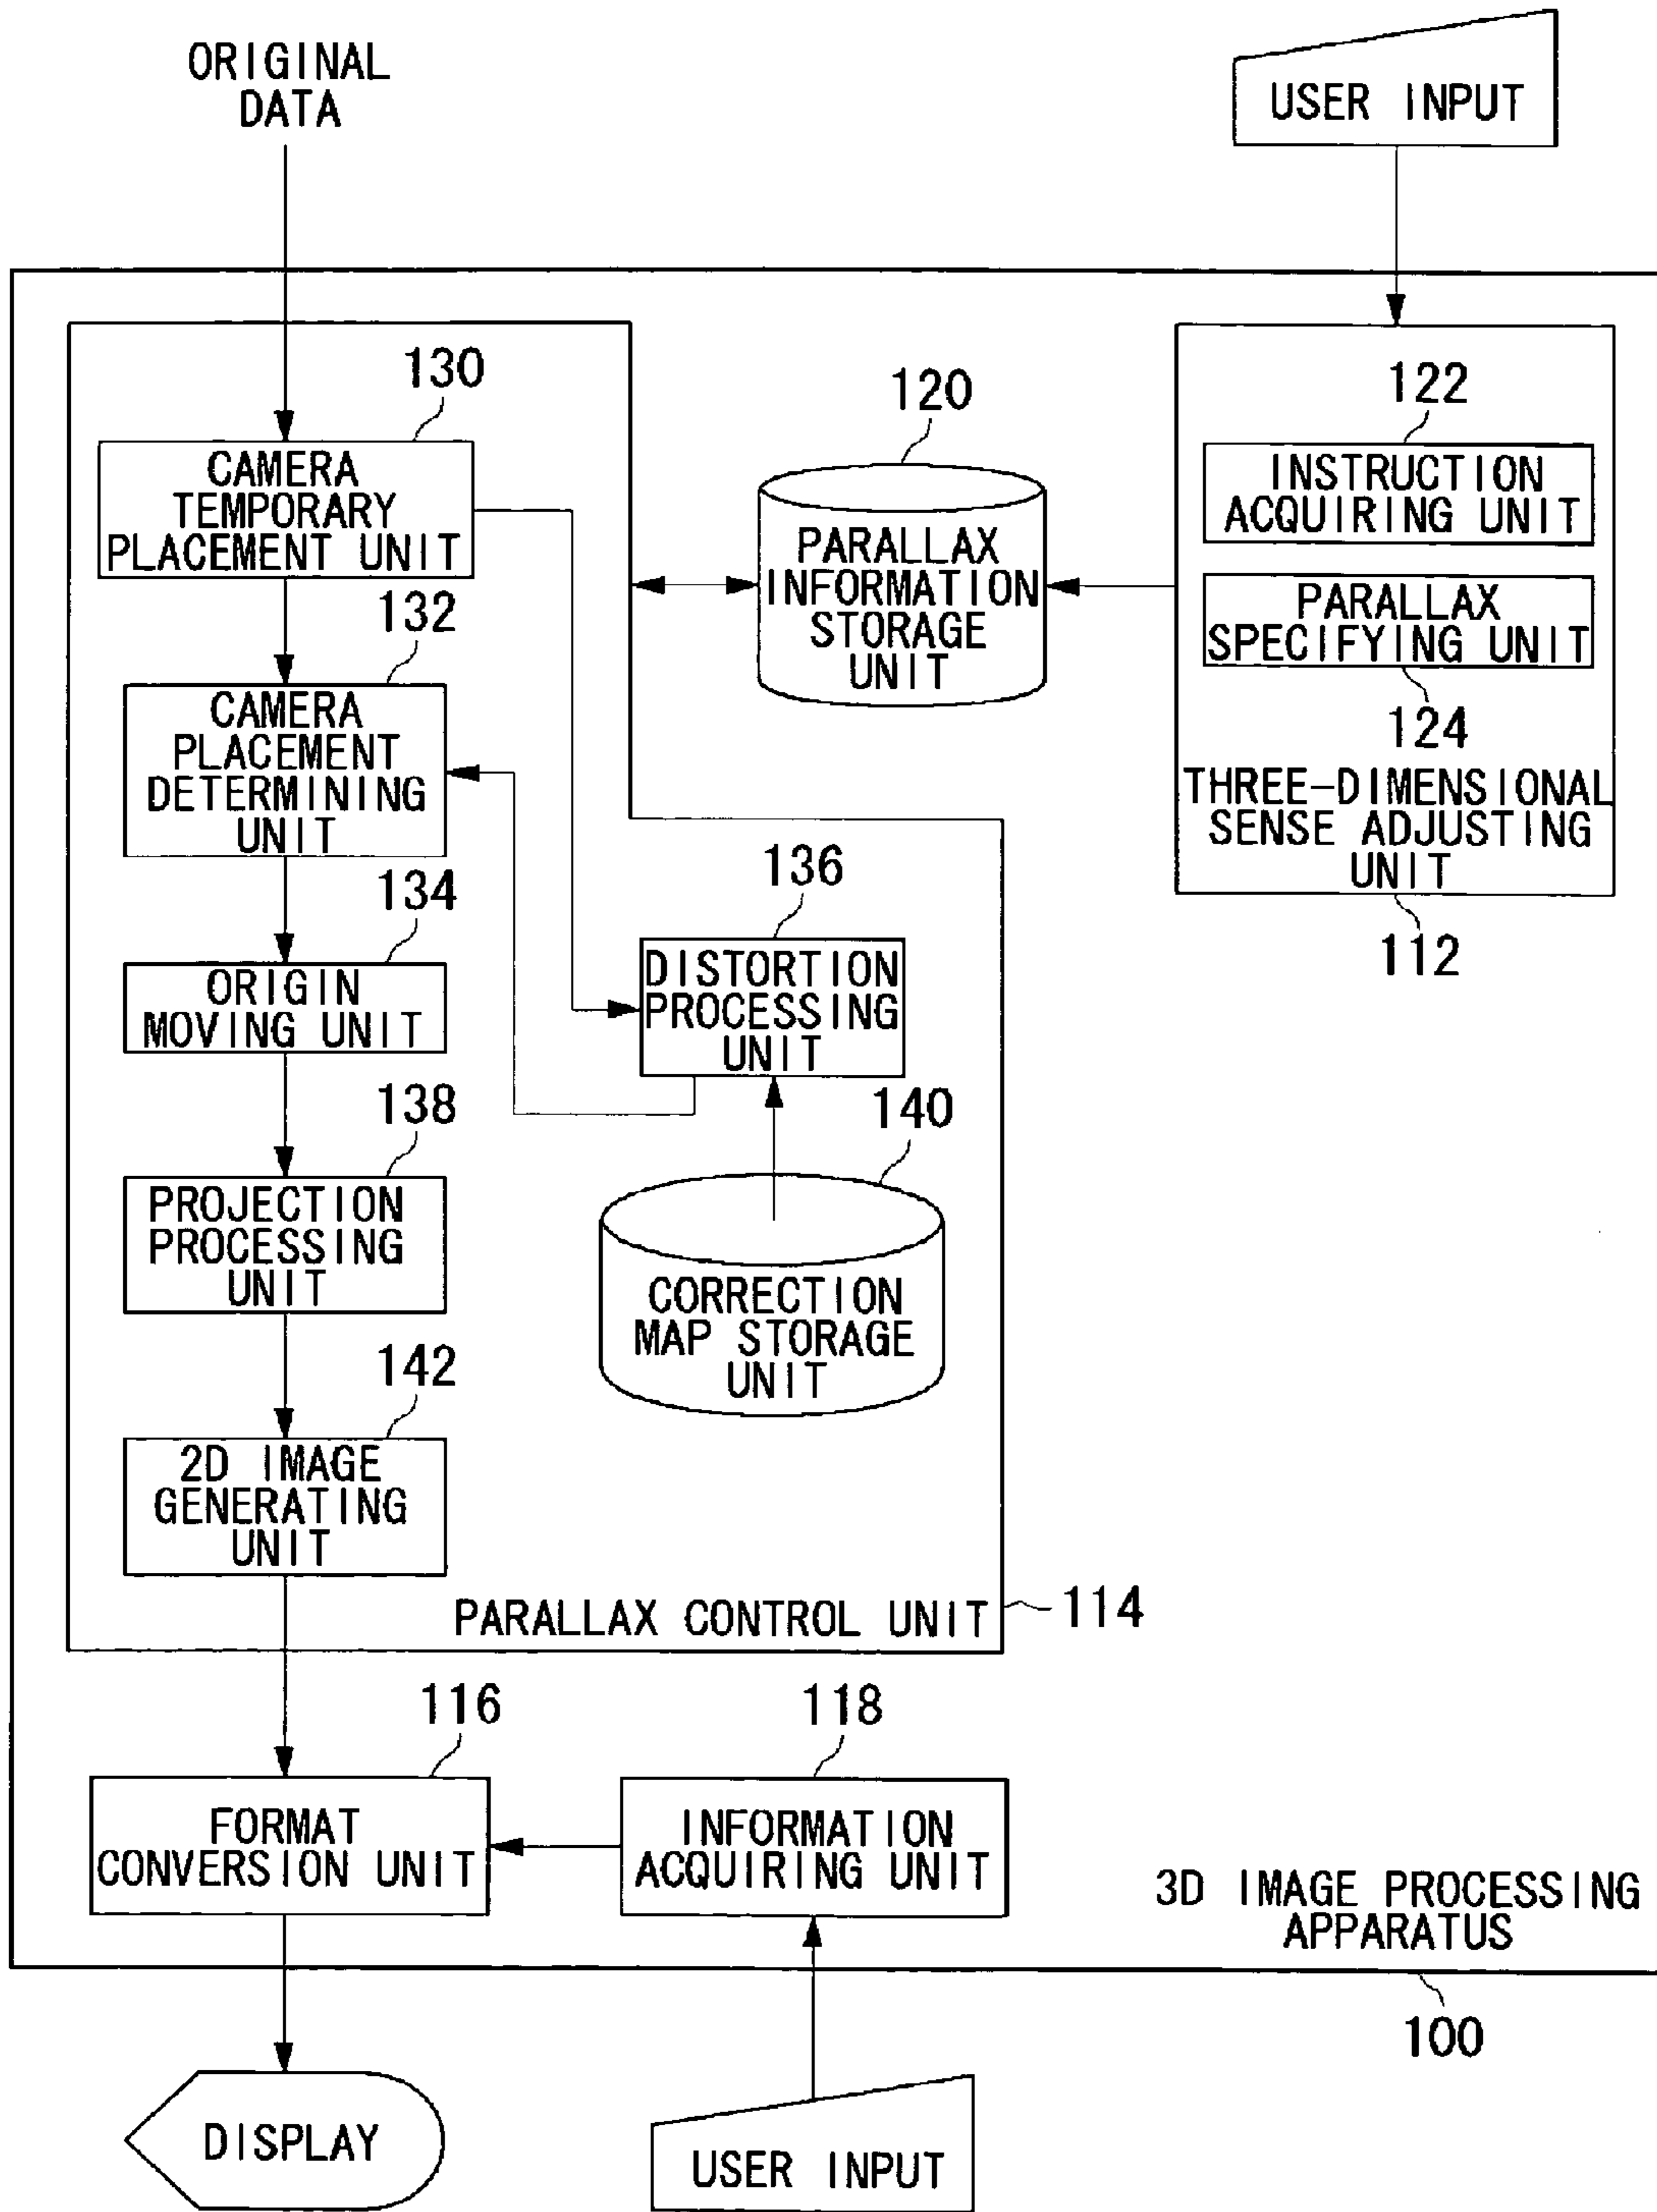 ORIGINAL
DATA
USER INPUT
130
CAMERA
TEMPORARY
PLACEMENT UNIT
120
PARALLAX
INFORMATION
STORAGE
UNIT
122
INSTRUCTION
ACQUIRING UNIT
PARALLAX
SPECIFYING UNIT
124
THREE-DIMENSIONAL
SENSE ADJUSTING
UNIT
112
132
CAMERA
PLACEMENT
DETERMINING
UNIT
134
ORIGIN
MOVING UNIT
136
DISTORTION
PROCESSING
UNIT
138
PROJECTION
PROCESSING
UNIT
140
CORRECTION
MAP STORAGE
UNIT
142
2D IMAGE
GENERATING
UNIT
PARALLAX CONTROL UNIT
114
116
FORMAT
CONVERSION UNIT
118
INFORMATION
ACQUIRING UNIT
3D IMAGE PROCESSING
APPARATUS
100
DISPLAY
USER INPUT